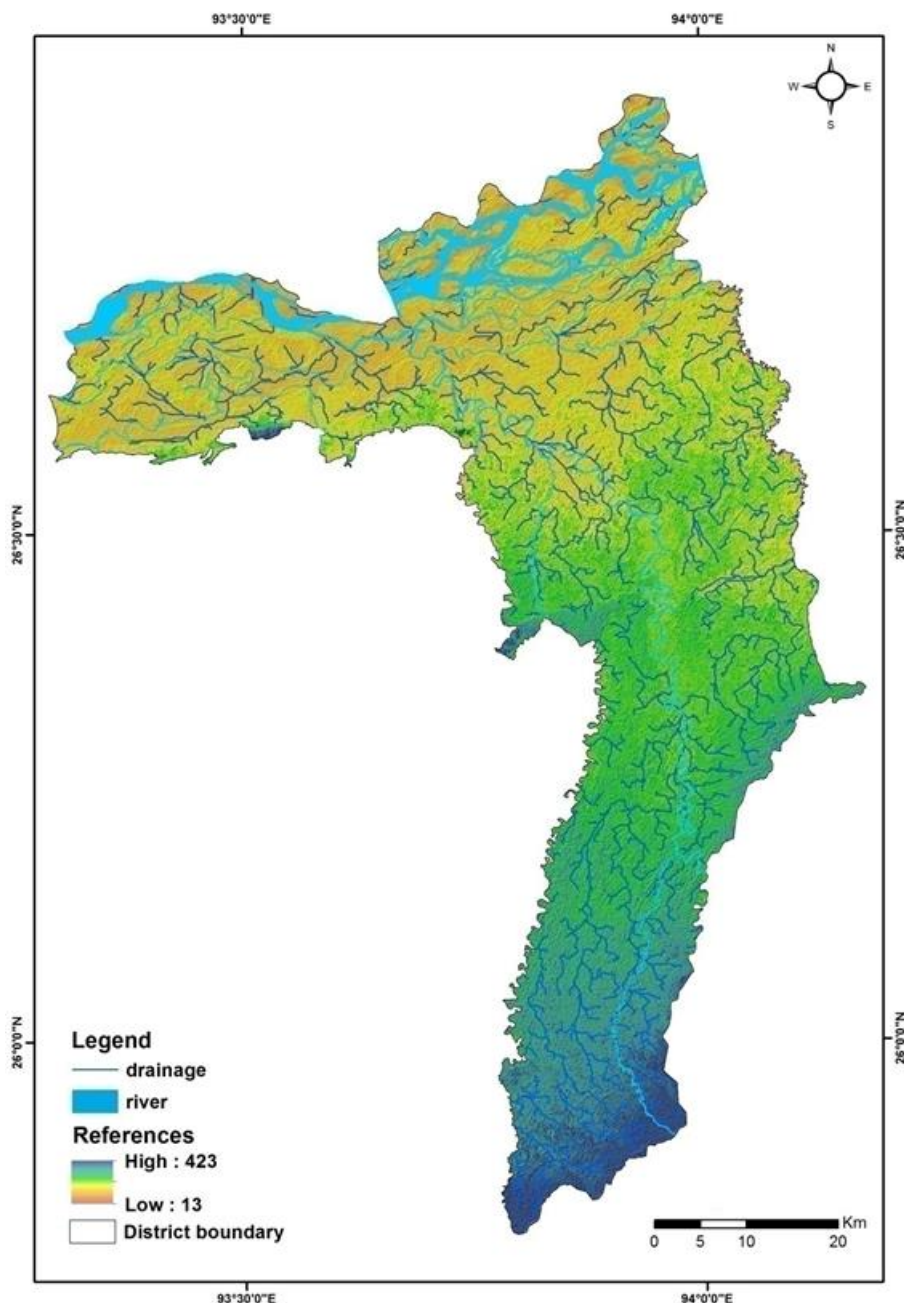 93°30'0"E 94°0'0"E
N
W E
S
26°30'0"N 26°30'0"N
26°0'0"N 26°0'0"N
Legend
drainage
river
References
High : 423
Low : 13
District boundary
Km
0 5 10 20
93°30'0"E 94°0'0"E